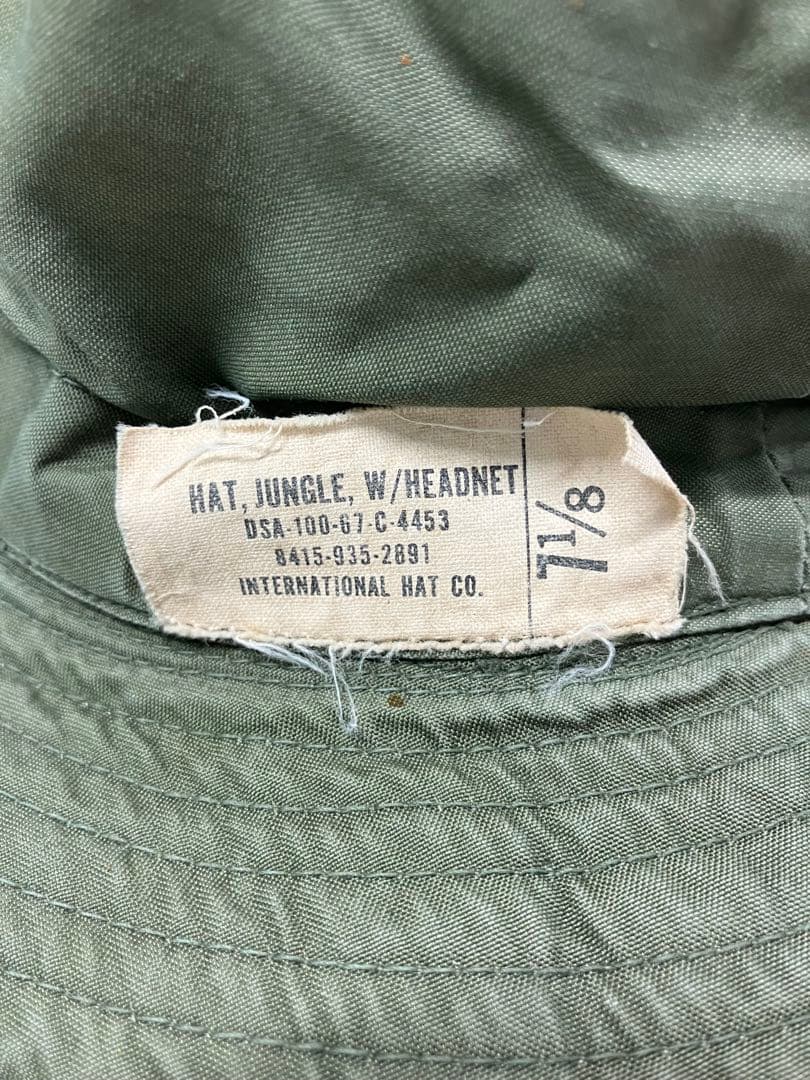 HAT, JUNGLE, W/HEADNET
DSA-100-67-C-4453
8415-935-2891
INTERNATIONAL HAT CO.
7 1/8